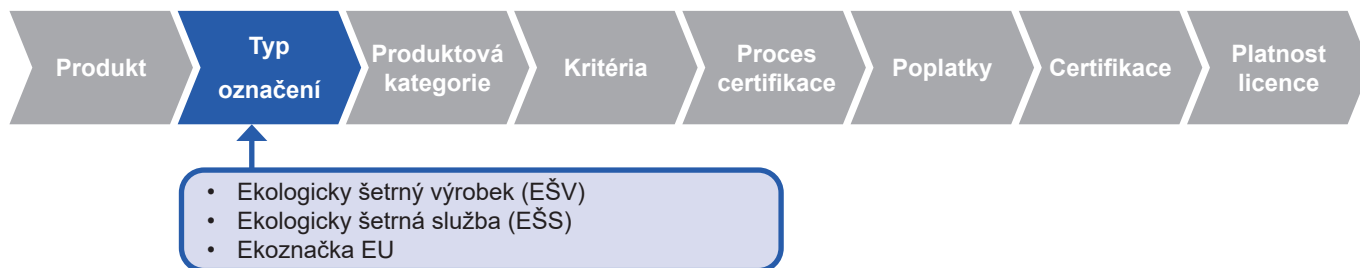 Produkt
Typ
označení
Produktová
kategorie
Kritéria
Proces
certifikace
Poplatky
Certifikace
Platnost
licence
• Ekologicky šetrný výrobek (EŠV)
• Ekologicky šetrná služba (EŠS)
• Ekoznačka EU